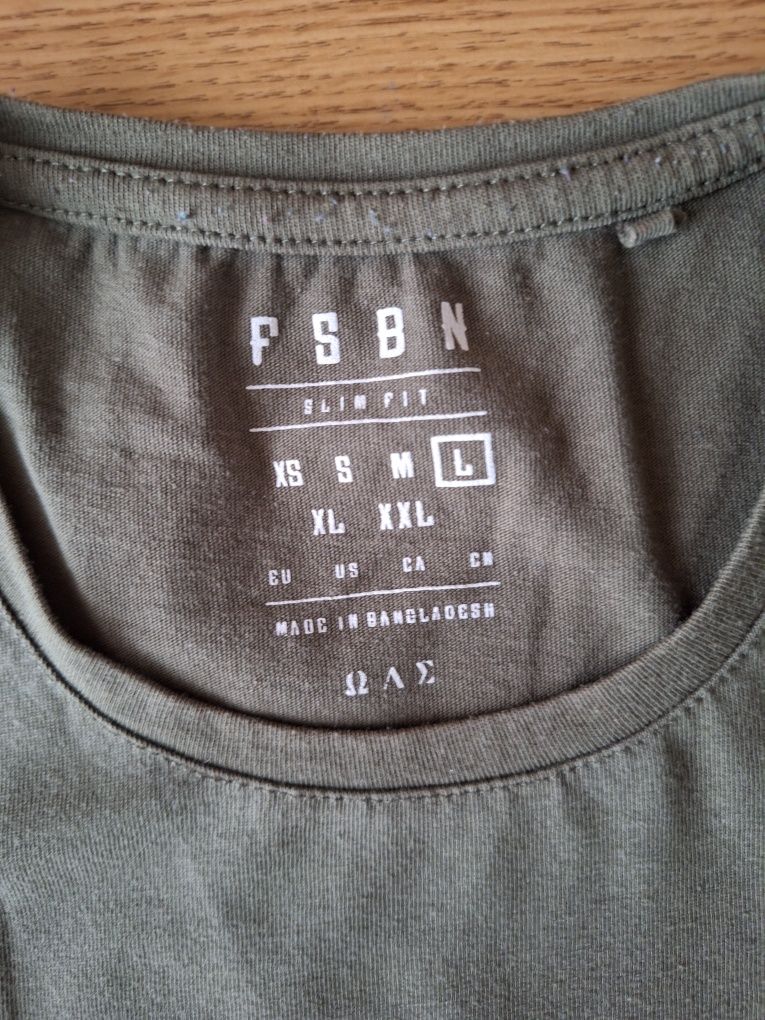 FSBN
SLIM FIT
XS S M L
XL XXL
EU US CA CN
MADE IN BANGLADESH
Ω Λ Σ